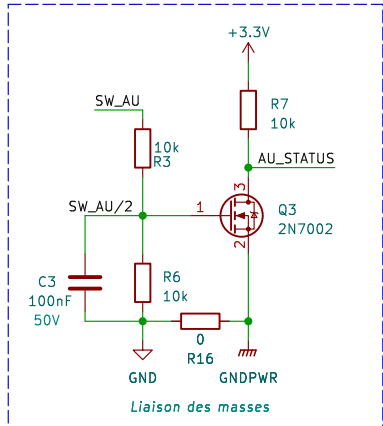 +3.3V
SW_AU
R7
10k
10k
R3
AU_STATUS
3
SW_AU/2
1
Q3
2N7002
2
C3
100nF
50V
R6
10k
0
R16
GND
GNDPWR
Liaison des masses